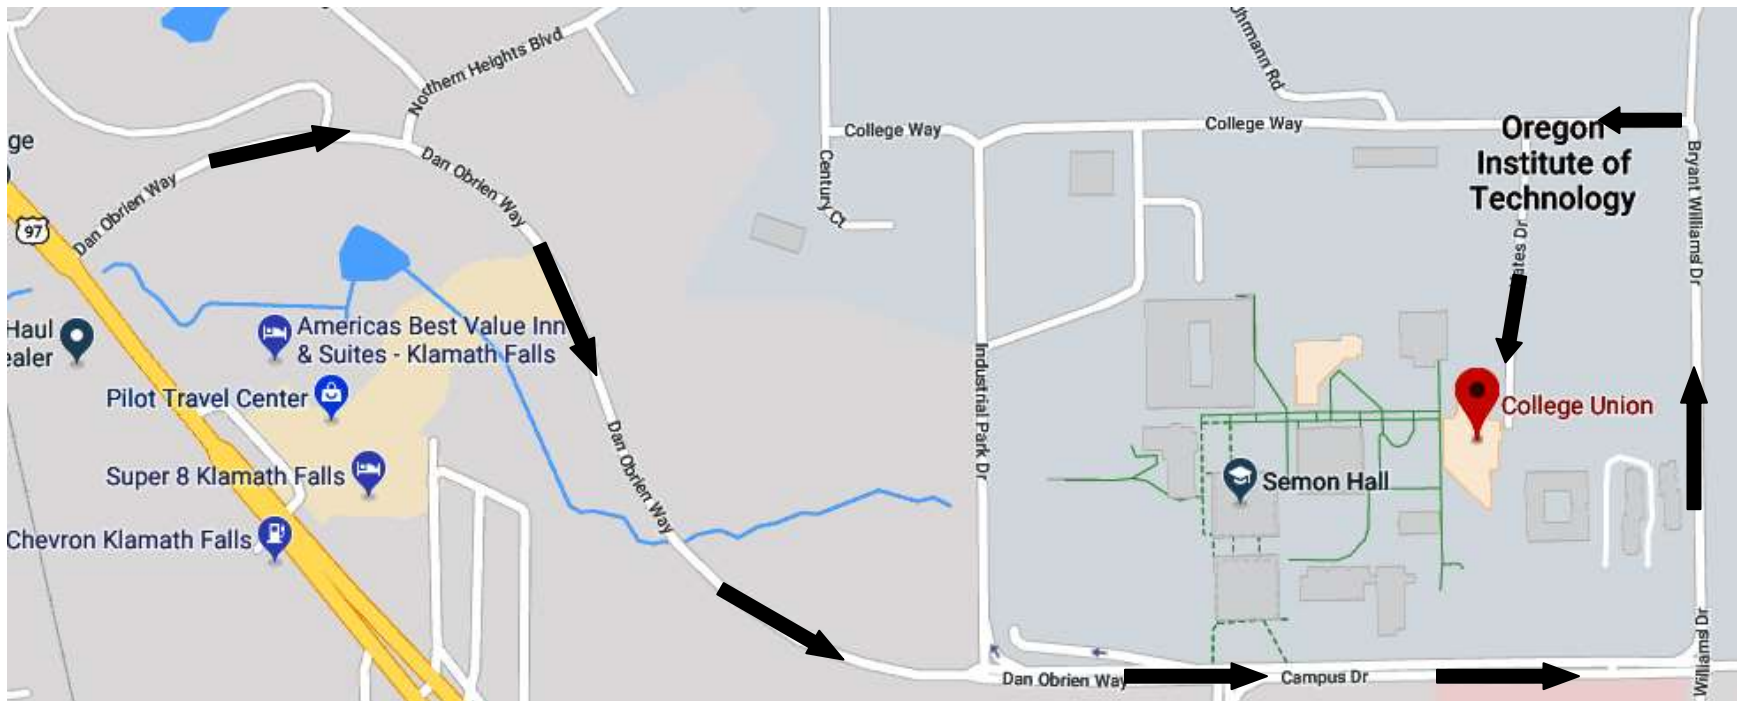 Northern Heights Blvd
College Way
College Way
Oregon
Institute of
Technology
ge
Dan Obrien Way
Dan Obrien Way
Century Ct
Bryant Williams Dr
97
Haul
ealer
Americas Best Value Inn
& Suites - Klamath Falls
Pilot Travel Center
Industrial Park Dr
College Union
Super 8 Klamath Falls
Dan Obrien Way
Semon Hall
Chevron Klamath Falls
Dan Obrien Way
Campus Dr
Williams Dr